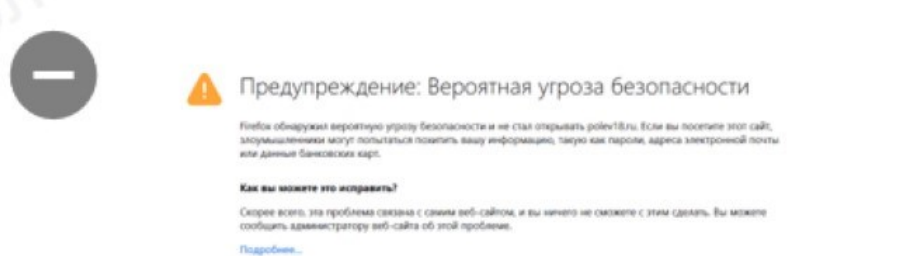 Предупреждение: Вероятная угроза безопасности
Firefox обнаружил вероятную угрозу безопасности и не стал открывать polev18.ru. Если вы посетите этот сайт,
злоумышленники могут попытаться похитить вашу информацию, такую как пароли, адреса электронной почты
или данные банковских карт.
Как вы можете это исправить?
Скорее всего, эта проблема связана с самим веб-сайтом, и вы ничего не сможете с этим сделать. Вы можете
сообщить администратору веб-сайта об этой проблеме.
Подробнее...